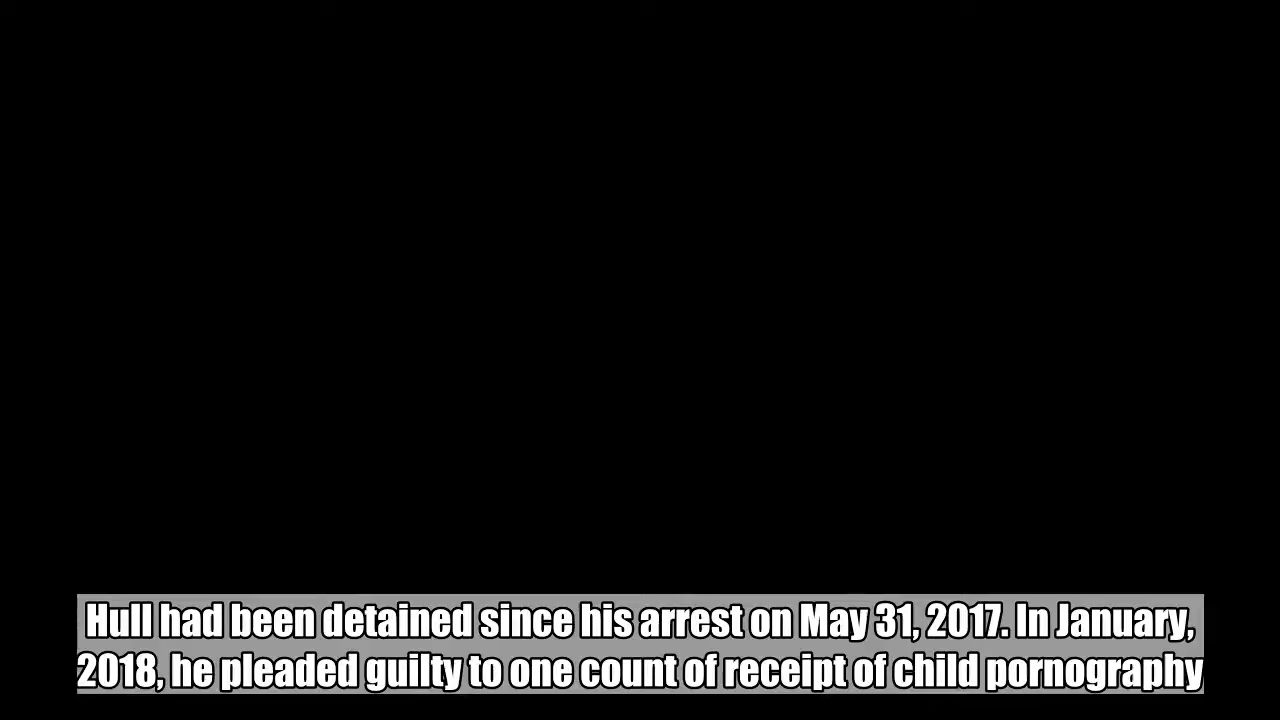 Hull had been detained since his arrest on May 31, 2017. In January,
2018, he pleaded guilty to one count of receipt of child pornography